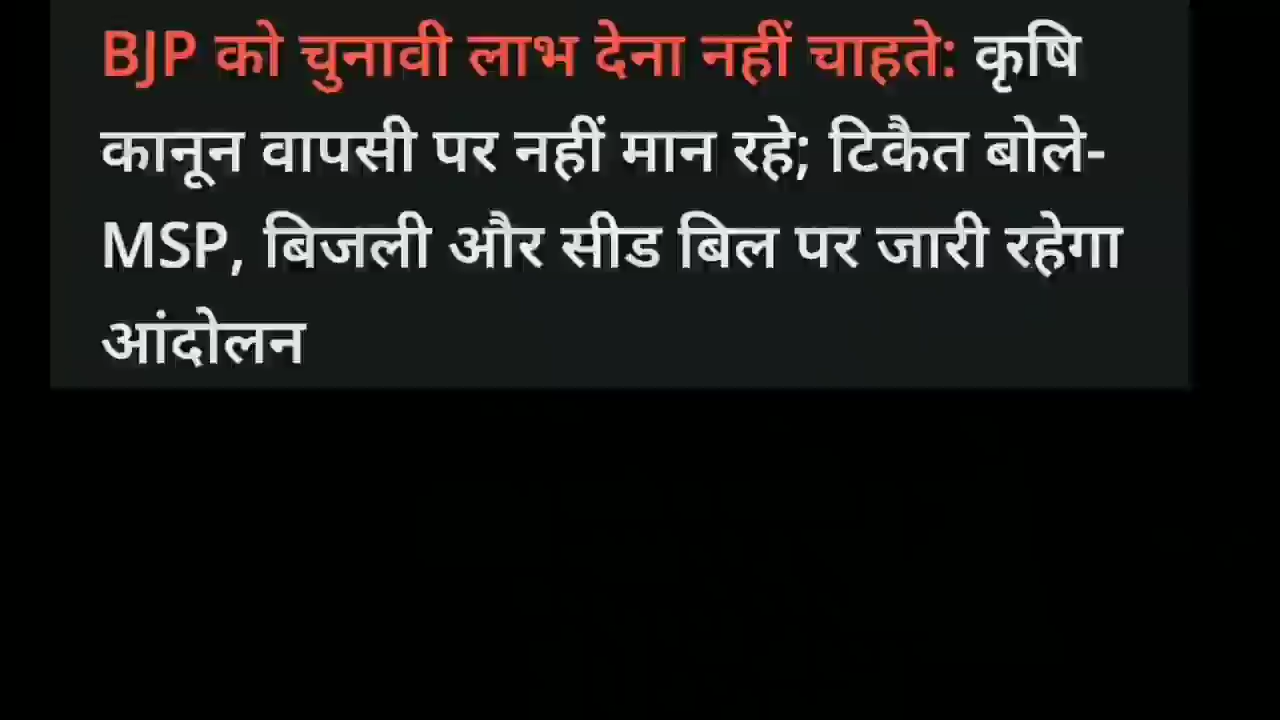 BJP को चुनावी लाभ देना नहीं चाहते: कृषि
कानून वापसी पर नहीं मान रहे; टिकैत बोले-
MSP, बिजली और सीड बिल पर जारी रहेगा
आंदोलन